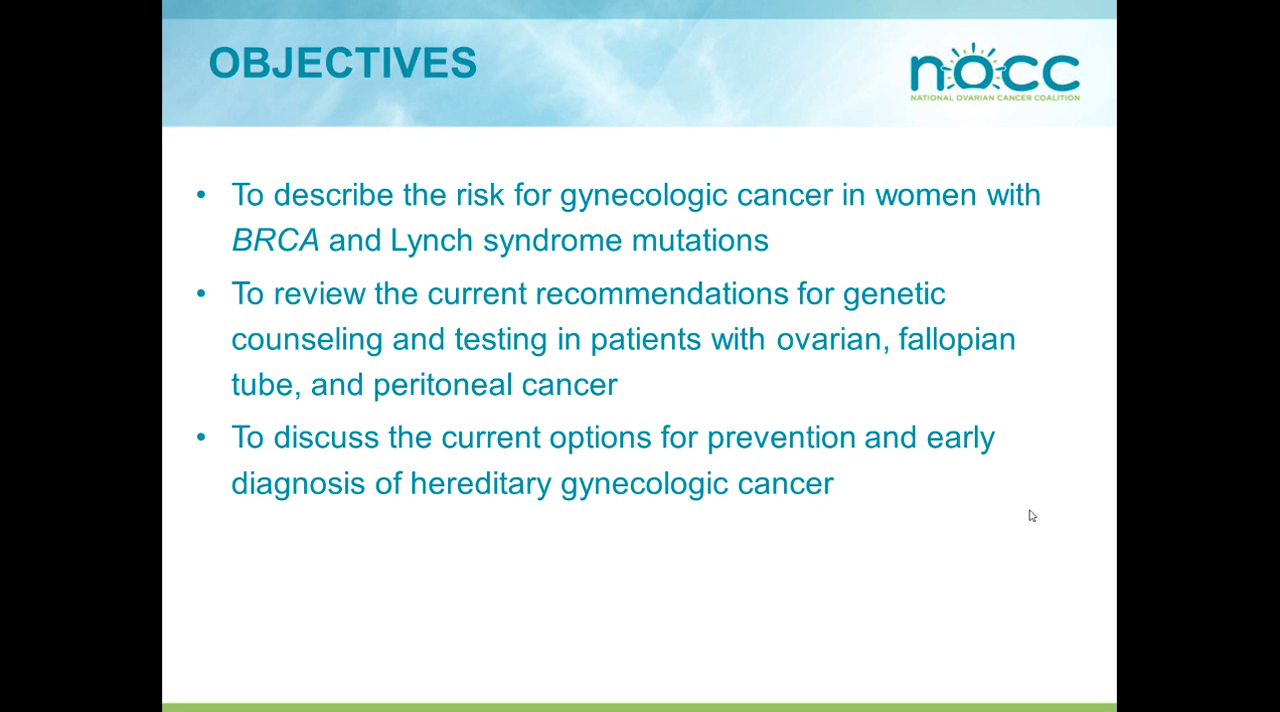 OBJECTIVES
nocc
NATIONAL OVARIAN CANCER COALITION
• To describe the risk for gynecologic cancer in women with
BRCA and Lynch syndrome mutations
• To review the current recommendations for genetic
counseling and testing in patients with ovarian, fallopian
tube, and peritoneal cancer
• To discuss the current options for prevention and early
diagnosis of hereditary gynecologic cancer